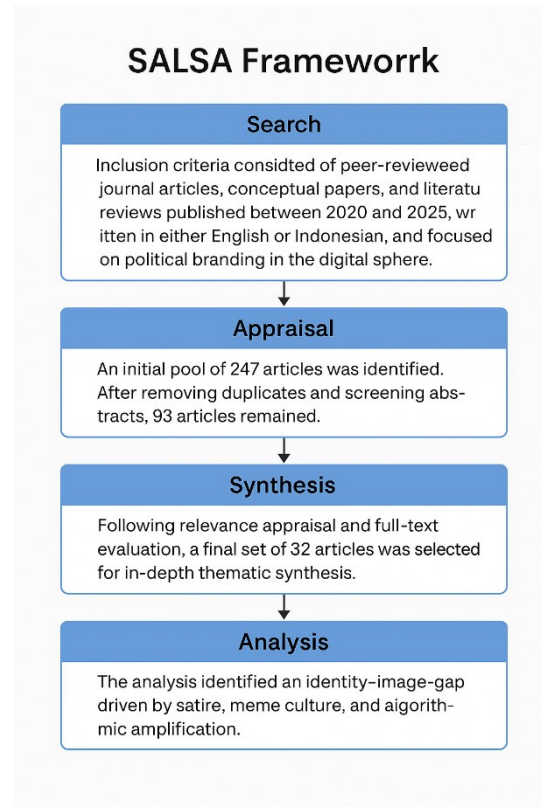 SALSA Frameworrk
Search
Inclusion criteria considted of peer-revieweed
journal articles, conceptual papers, and literatu
reviews published between 2020 and 2025, wr
itten in either English or Indonesian, and focused
on political branding in the digital sphere.
Appraisal
An initial pool of 247 articles was identified.
After removing duplicates and screening abs-
tracts, 93 articles remained.
Synthesis
Following relevance appraisal and full-text
evaluation, a final set of 32 articles was selected
for in-depth thematic synthesis.
Analysis
The analysis identified an identity–image-gap
driven by satire, meme culture, and aigorith-
mic amplification.